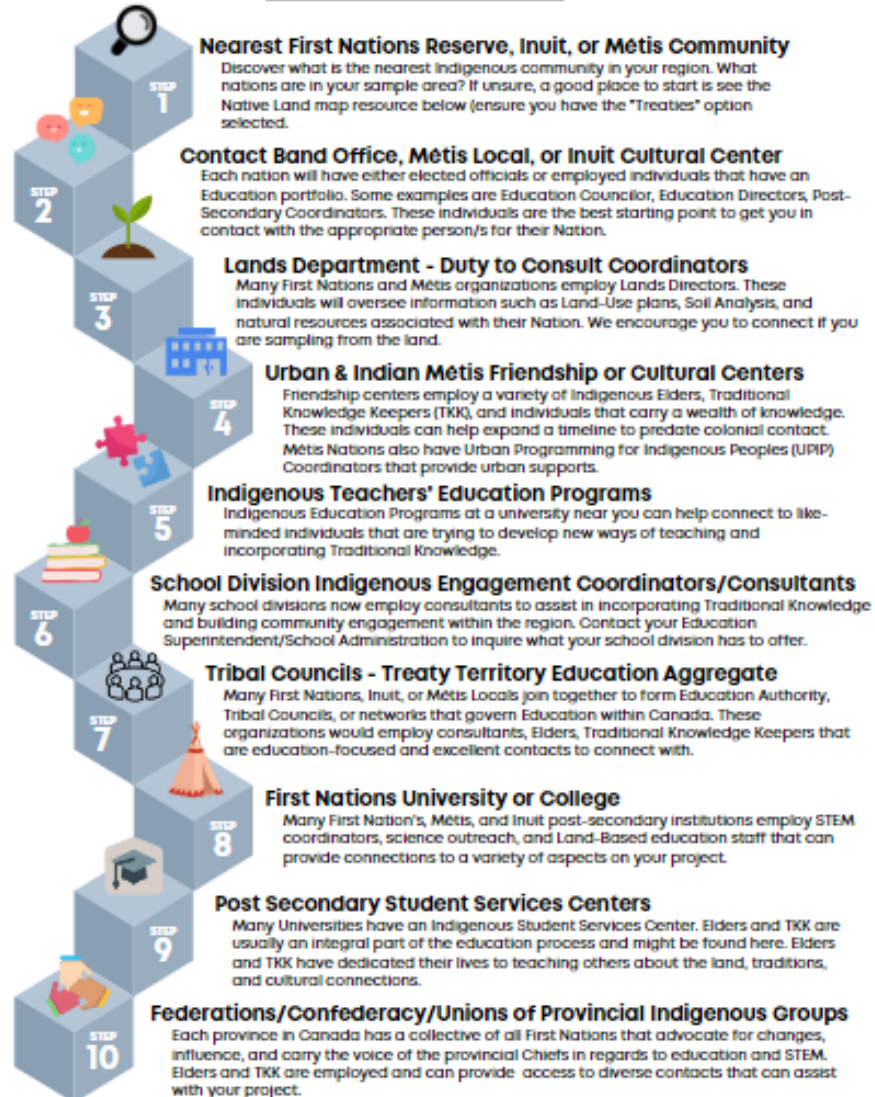 STEP
1
Nearest First Nations Reserve, Inuit, or Métis Community
Discover what is the nearest Indigenous community in your region. What
nations are in your sample area? If unsure, a good place to start is see the
Native Land map resource below (ensure you have the "Treaties" option
selected.
STEP
2
Contact Band Office, Métis Local, or Inuit Cultural Center
Each nation will have either elected officials or employed individuals that have an
Education portfolio. Some examples are Education Councilor, Education Directors, Post-
Secondary Coordinators. These individuals are the best starting point to get you in
contact with the appropriate person/s for their Nation.
STEP
3
Lands Department - Duty to Consult Coordinators
Many First Nations and Métis organizations employ Lands Directors. These
individuals will oversee information such as Land-Use plans, Soil Analysis, and
natural resources associated with their Nation. We encourage you to connect if you
are sampling from the land.
STEP
4
Urban & Indian Métis Friendship or Cultural Centers
Friendship centers employ a variety of Indigenous Elders, Traditional
Knowledge Keepers (TKK), and individuals that carry a wealth of knowledge.
These individuals can help expand a timeline to predate colonial contact.
Métis Nations also have Urban Programming for Indigenous Peoples (UPIP)
Coordinators that provide urban supports.
STEP
5
Indigenous Teachers' Education Programs
Indigenous Education Programs at a university near you can help connect to like-
minded individuals that are trying to develop new ways of teaching and
incorporating Traditional Knowledge.
STEP
6
School Division Indigenous Engagement Coordinators/Consultants
Many school divisions now employ consultants to assist in incorporating Traditional Knowledge
and building community engagement within the region. Contact your Education
Superintendent/School Administration to inquire what your school division has to offer.
STEP
7
Tribal Councils - Treaty Territory Education Aggregate
Many First Nations, Inuit, or Métis Locals join together to form Education Authority,
Tribal Councils, or networks that govern Education within Canada. These
organizations would employ consultants, Elders, Traditional Knowledge Keepers that
are education-focused and excellent contacts to connect with.
STEP
8
First Nations University or College
Many First Nation's, Métis, and Inuit post-secondary institutions employ STEM
coordinators, science outreach, and Land-Based education staff that can
provide connections to a variety of aspects on your project.
STEP
9
Post Secondary Student Services Centers
Many Universities have an Indigenous Student Services Center. Elders and TKK are
usually an integral part of the education process and might be found here. Elders
and TKK have dedicated their lives to teaching others about the land, traditions,
and cultural connections.
STEP
10
Federations/Confederacy/Unions of Provincial Indigenous Groups
Each province in Canada has a collective of all First Nations that advocate for changes,
influence, and carry the voice of the provincial Chiefs in regards to education and STEM.
Elders and TKK are employed and can provide access to diverse contacts that can assist
with your project.